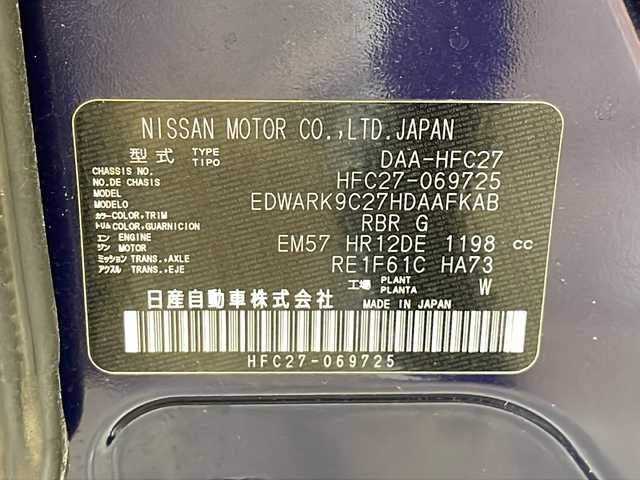 NISSAN MOTOR CO.,LTD.JAPAN
型式 TYPE TIPO DAA-HFC27
CHASSIS NO. NO.DE CHASIS HFC27-069725
MODEL MODELO EDWARK9C27HDAAFKAB
カラー COLOR,TRIM トリム COLOR,GUARNICION RBR G
エンジン ENGINE MOTOR EM57 HR12DE 1198 cc
ミッション TRANS.,AXLE アクスル TRANS.,EJE RE1F61C HA73
工場 PLANT PLANTA W
日産自動車株式会社 MADE IN JAPAN
HFC27-069725